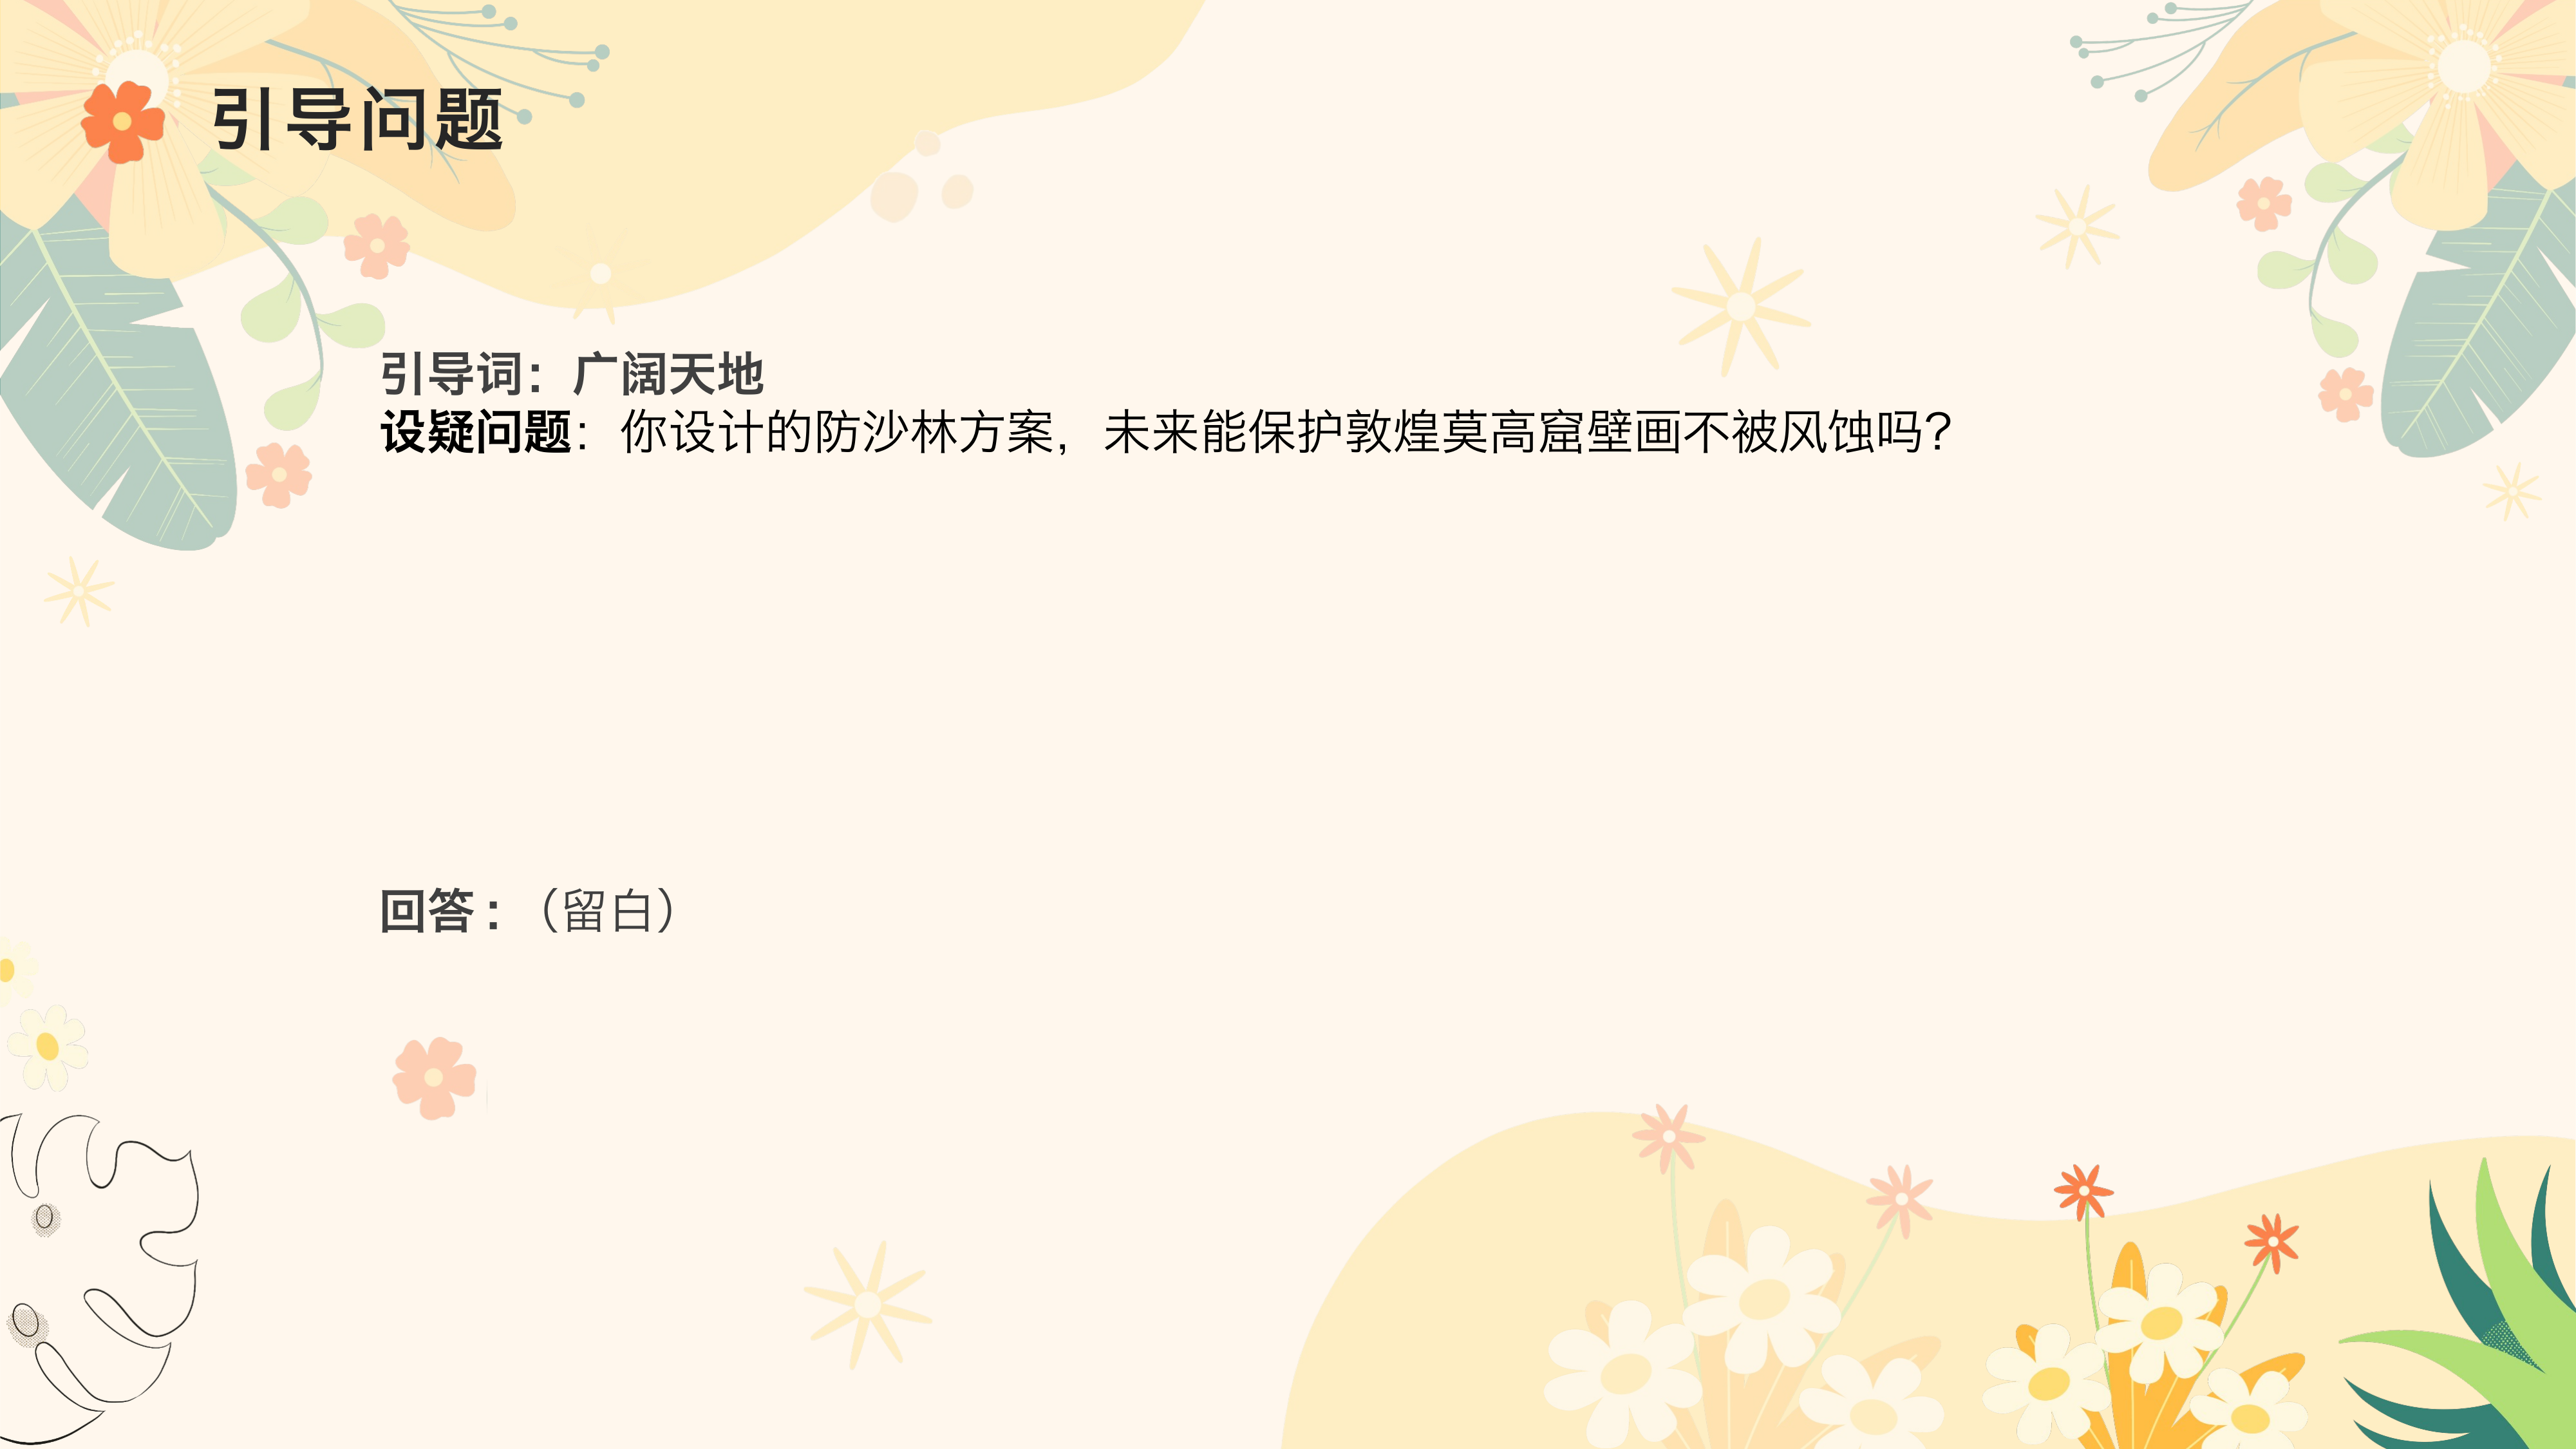 引导问题
引导词：广阔天地
设疑问题：你设计的防沙林方案，未来能保护敦煌莫高窟壁画不被风蚀吗？
回答：（留白）